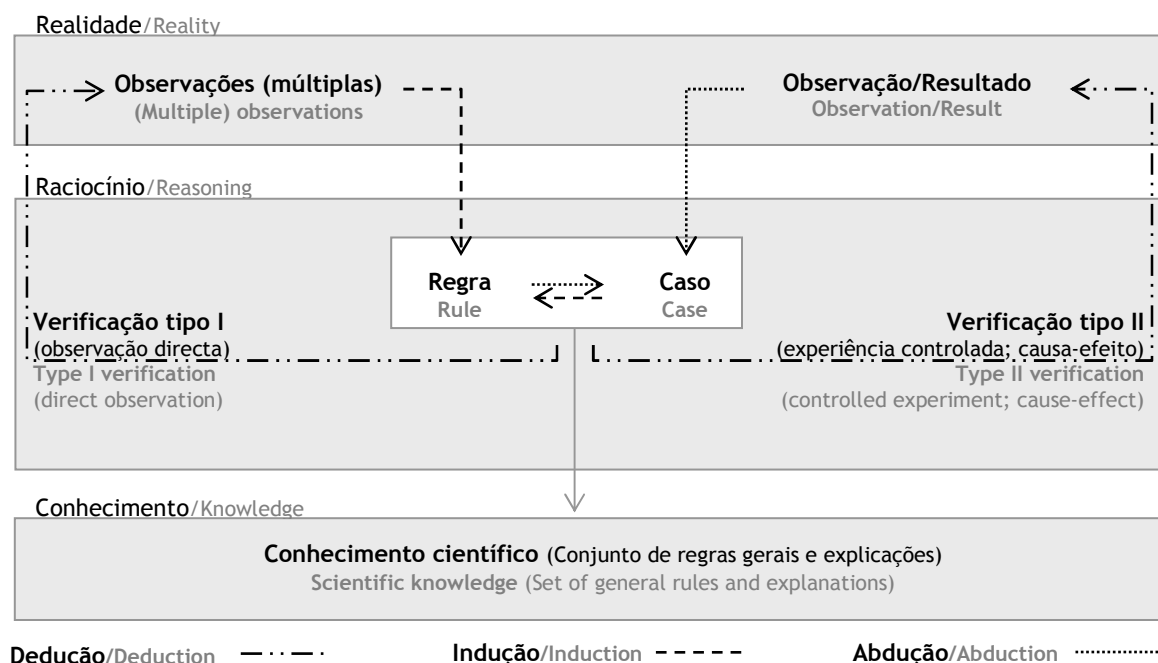 Realidade/Reality
Observações (múltiplas)
(Multiple) observations
Observação/Resultado
Observation/Result
Raciocínio/Reasoning
Regra
Rule
Caso
Case
Verificação tipo I
(observação directa)
Type I verification
(direct observation)
Verificação tipo II
(experiência controlada; causa-efeito)
Type II verification
(controlled experiment; cause-effect)
Conhecimento/Knowledge
Conhecimento científico (Conjunto de regras gerais e explicações)
Scientific knowledge (Set of general rules and explanations)
Dedução/Deduction
Indução/Induction
Abdução/Abduction